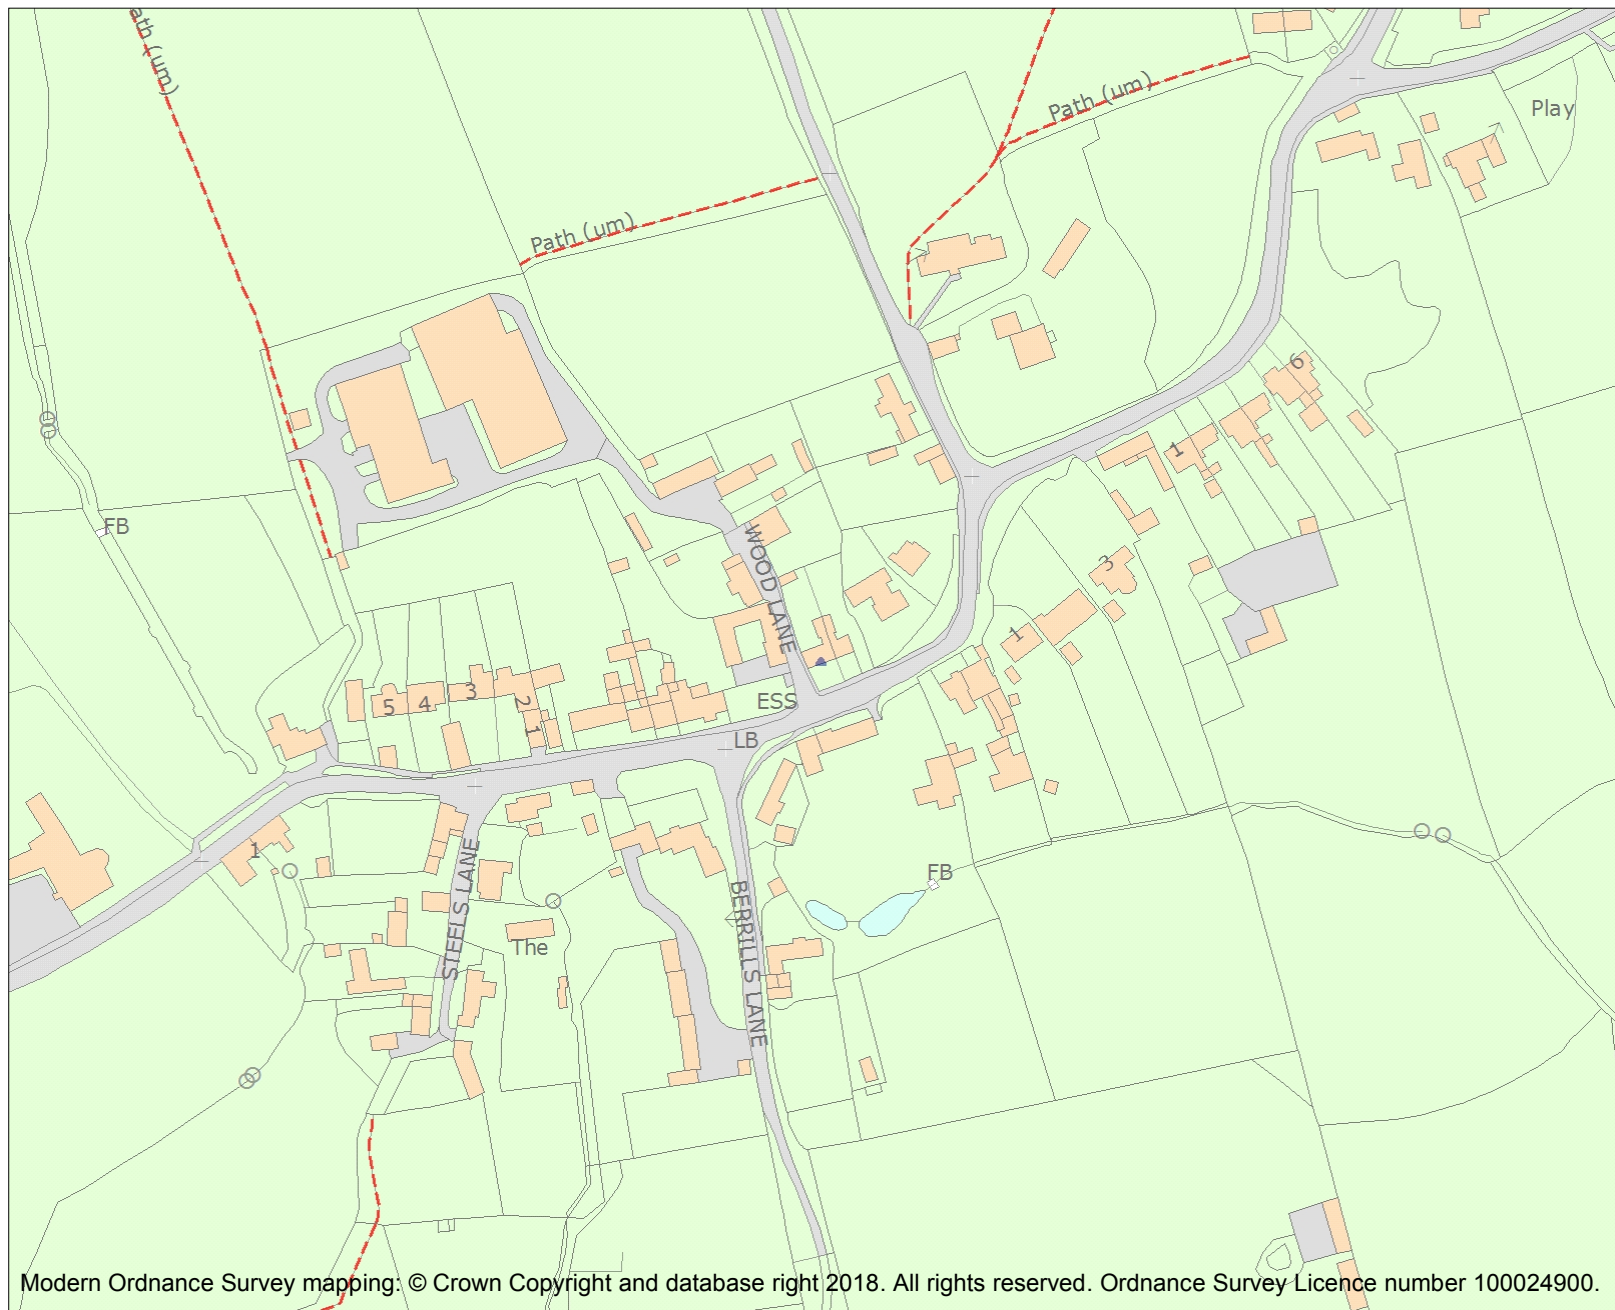 ath (um)
Path (um)
Play
Path (um)
6
1
FB
WOOD LANE
3
1
5
4
3
2
1
ESS
LB
1
STEELS LANE
FB
BERRILLS LANE
The
Modern Ordnance Survey mapping: © Crown Copyright and database right 2018. All rights reserved. Ordnance Survey Licence number 100024900.